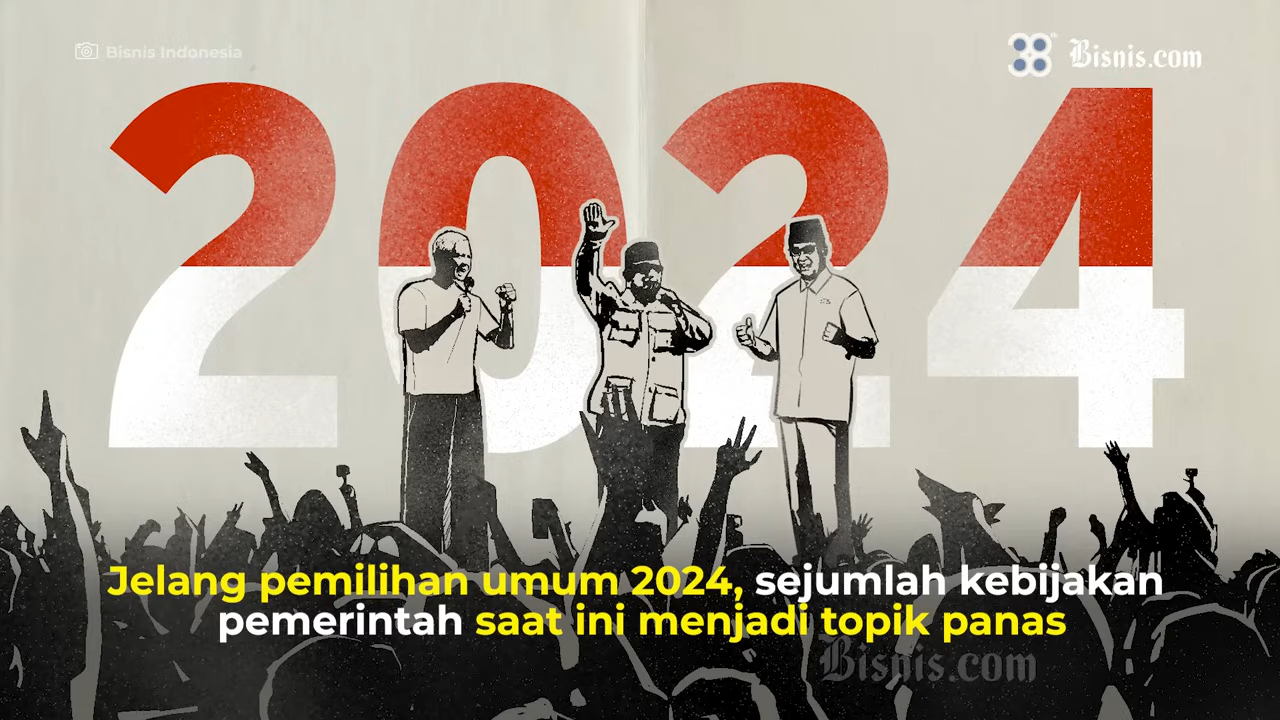 Bisnis Indonesia
38 Bisnis.com
2024
Jelang pemilihan umum 2024, sejumlah kebijakan
pemerintah saat ini menjadi topik panas
Bisnis.com